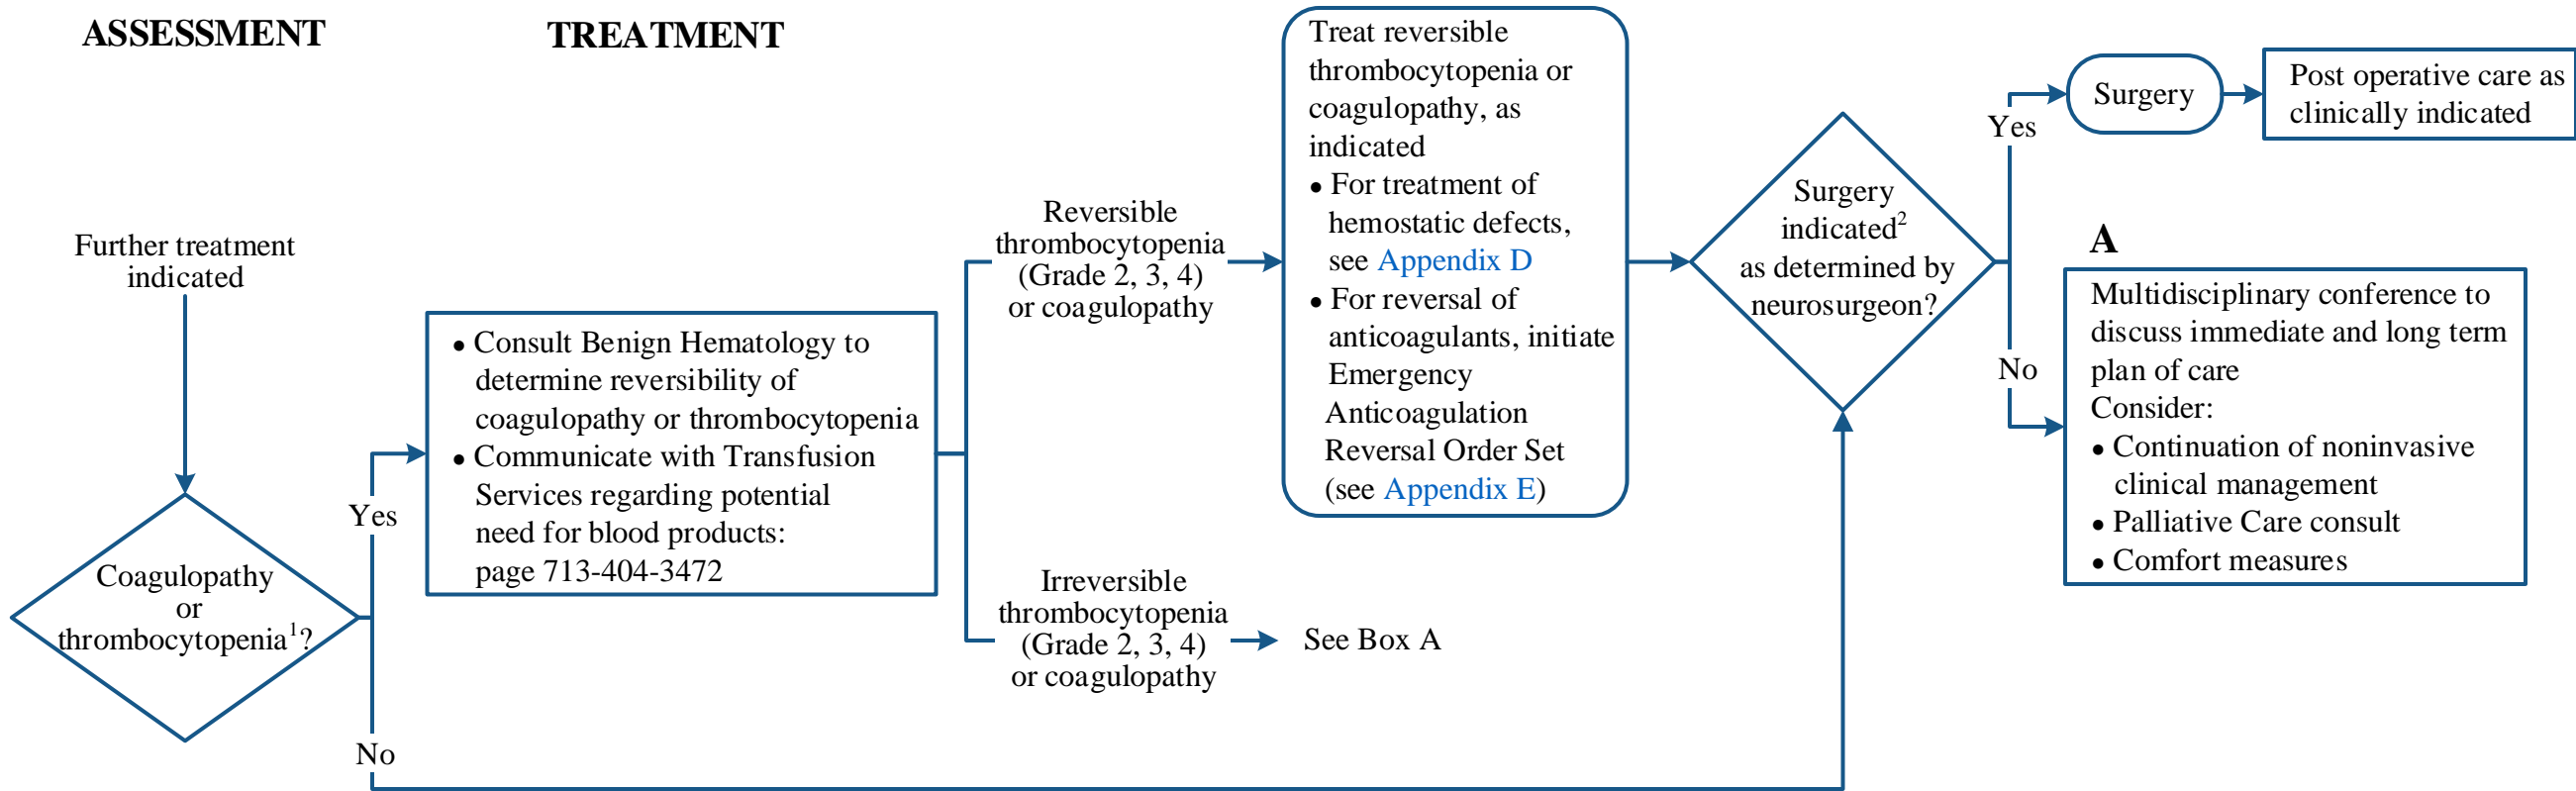 ASSESSMENT
TREATMENT
Further treatment
indicated
Coagulopathy
or
thrombocytopenia¹?
Yes
No
• Consult Benign Hematology to
determine reversibility of
coagulopathy or thrombocytopenia
• Communicate with Transfusion
Services regarding potential
need for blood products:
page 713-404-3472
Reversible
thrombocytopenia
(Grade 2, 3, 4)
or coagulopathy
Irreversible
thrombocytopenia
(Grade 2, 3, 4)
or coagulopathy
See Box A
Treat reversible
thrombocytopenia or
coagulopathy, as
indicated
• For treatment of
hemostatic defects,
see Appendix D
• For reversal of
anticoagulants, initiate
Emergency
Anticoagulation
Reversal Order Set
(see Appendix E)
Surgery
indicated²
as determined by
neurosurgeon?
Yes
Surgery
Post operative care as
clinically indicated
No
A
Multidisciplinary conference to
discuss immediate and long term
plan of care
Consider:
• Continuation of noninvasive
clinical management
• Palliative Care consult
• Comfort measures